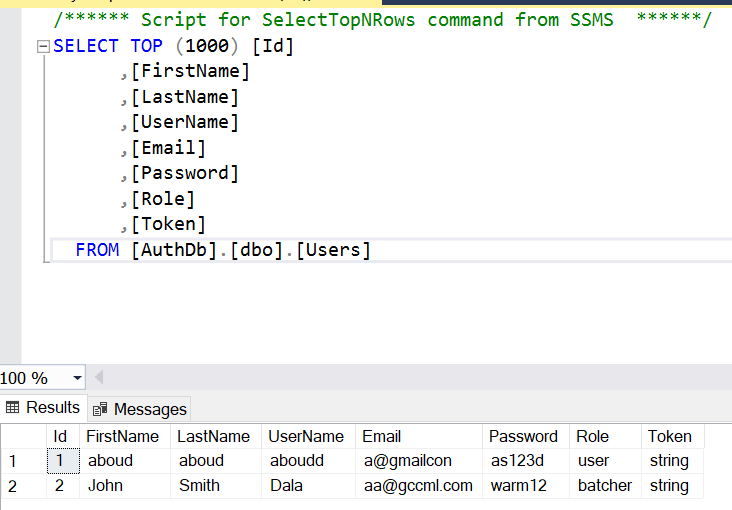 /****** Script for SelectTopNRows command from SSMS  ******/
SELECT TOP (1000) [Id]
,[FirstName]
,[LastName]
,[UserName]
,[Email]
,[Password]
,[Role]
,[Token]
FROM [AuthDb].[dbo].[Users]
100 %
Results Messages
Id FirstName LastName UserName Email Password Role Token
1 1 aboud aboud aboudd a@gmailcon as123d user string
2 2 John Smith Dala aa@gccml.com warm12 batcher string